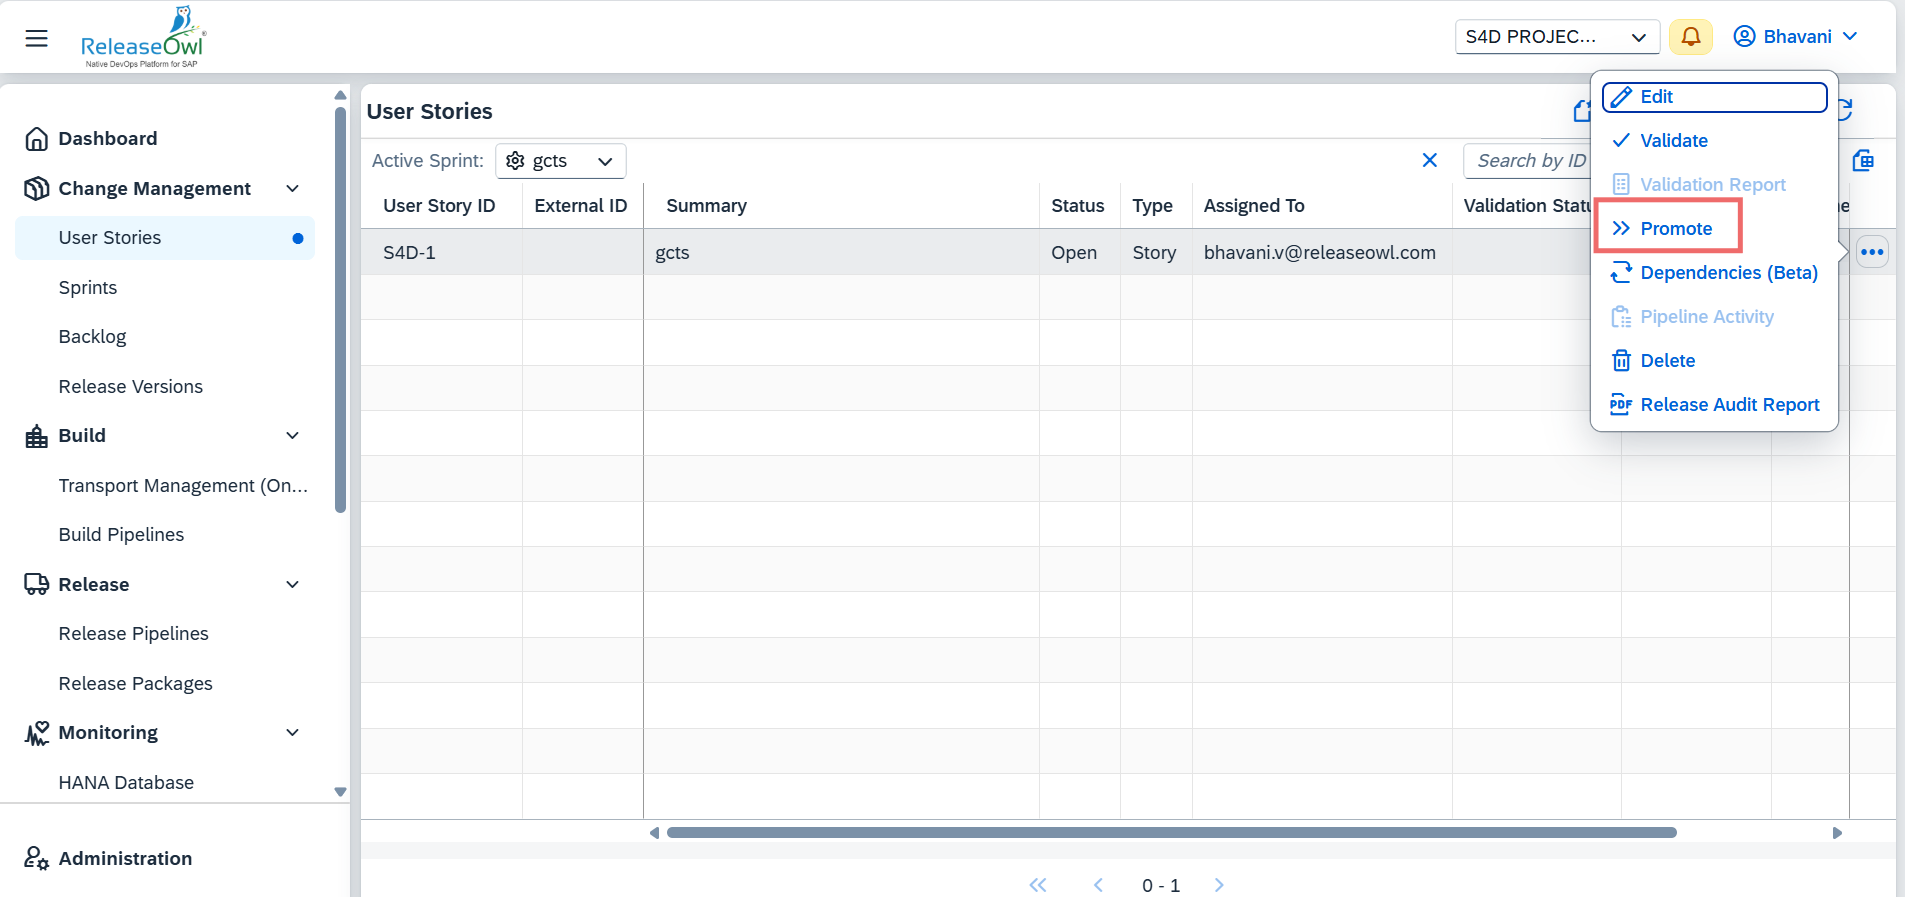 ReleaseOwl®
Native DevOps Platform for SAP
S4D PROJEC...
Bhavani
Dashboard
Change Management
User Stories
Sprints
Backlog
Release Versions
Build
Transport Management (On...
Build Pipelines
Release
Release Pipelines
Release Packages
Monitoring
HANA Database
Administration
User Stories
Active Sprint: gcts
Search by ID
User Story ID External ID Summary Status Type Assigned To Validation Statu
S4D-1 gcts Open Story bhavani.v@releaseowl.com
Edit
Validate
Validation Report
Promote
Dependencies (Beta)
Pipeline Activity
Delete
PDF Release Audit Report
0 - 1